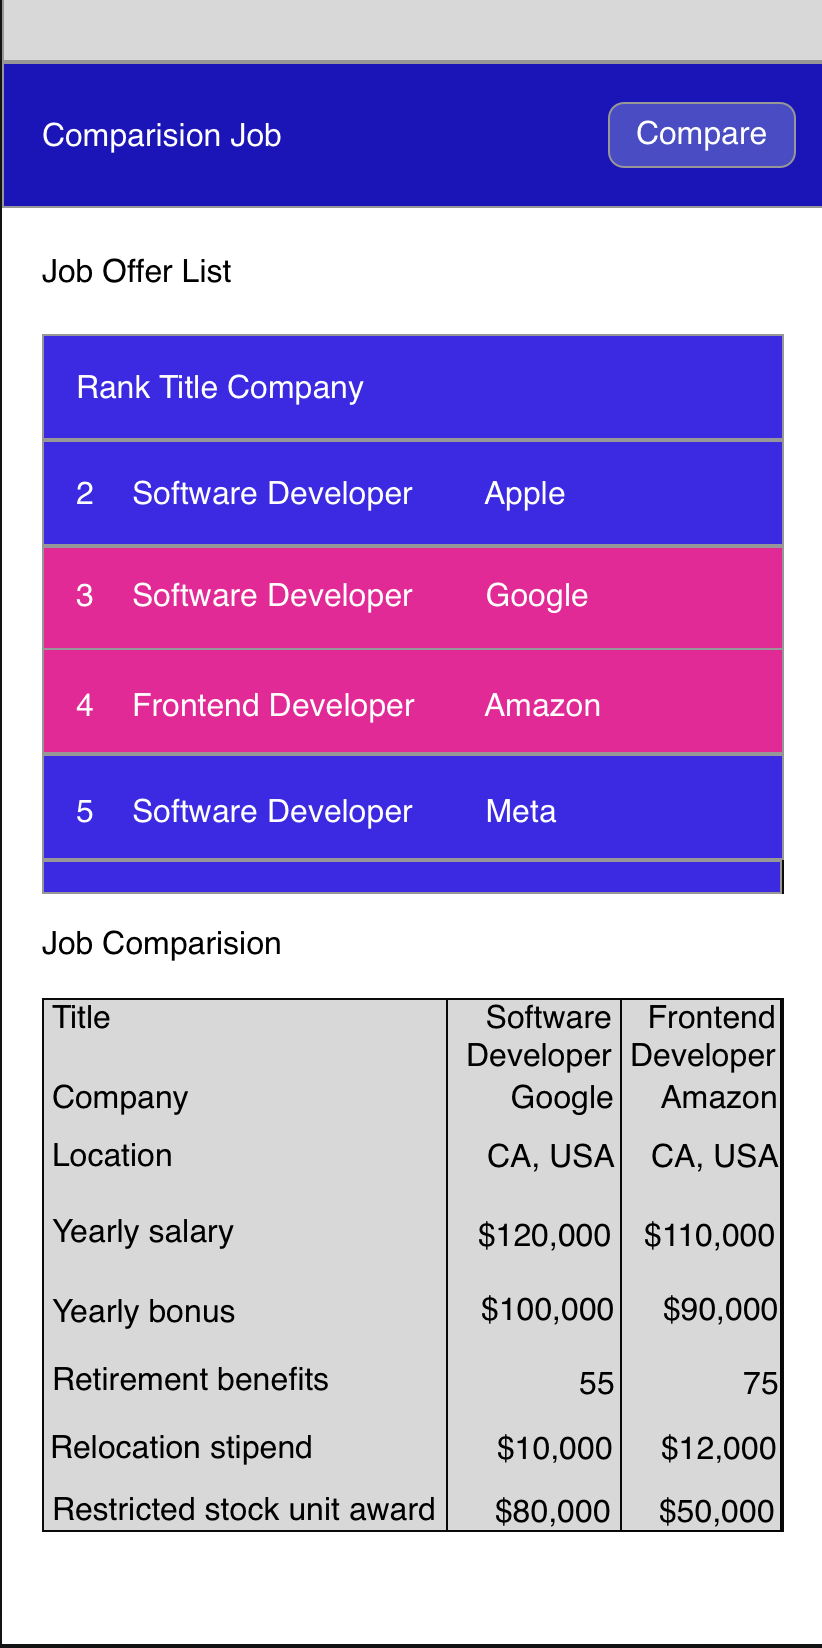 Comparision Job
Compare
Job Offer List
Rank Title Company
2 Software Developer Apple
3 Software Developer Google
4 Frontend Developer Amazon
5 Software Developer Meta
Job Comparision
Title Software Frontend
Developer Developer
Company Google Amazon
Location CA, USA CA, USA
Yearly salary $120,000 $110,000
Yearly bonus $100,000 $90,000
Retirement benefits 55 75
Relocation stipend $10,000 $12,000
Restricted stock unit award $80,000 $50,000